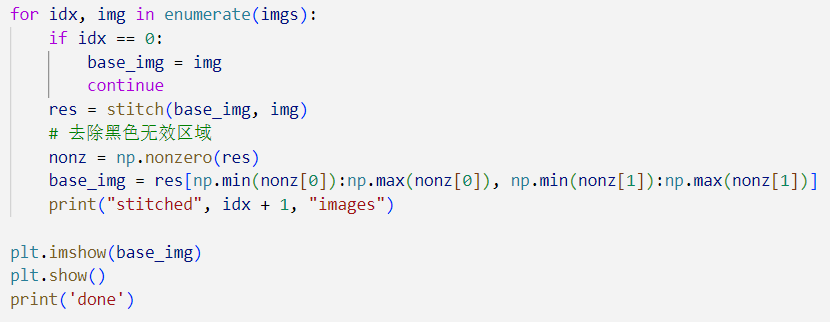 for idx, img in enumerate(imgs):
    if idx == 0:
        base_img = img
        continue
    res = stitch(base_img, img)
    # 去除黑色无效区域
    nonz = np.nonzero(res)
    base_img = res[np.min(nonz[0]):np.max(nonz[0]), np.min(nonz[1]):np.max(nonz[1])]
    print("stitched", idx + 1, "images")

plt.imshow(base_img)
plt.show()
print('done')